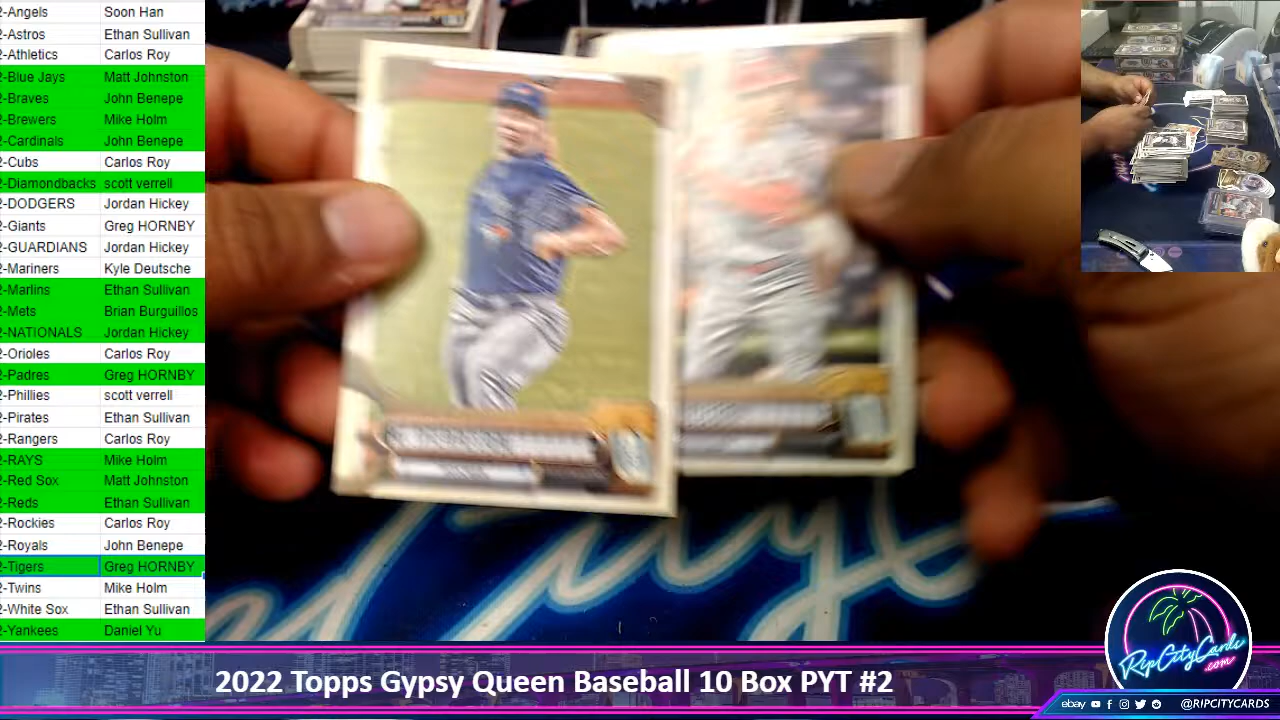 2-Angels Soon Han
2-Astros Ethan Sullivan
2-Athletics Carlos Roy
2-Blue Jays Matt Johnston
2-Braves John Benepe
2-Brewers Mike Holm
2-Cardinals John Benepe
2-Cubs Carlos Roy
2-Diamondbacks scott verrell
2-DODGERS Jordan Hickey
2-Giants Greg HORNBY
2-GUARDIANS Jordan Hickey
2-Mariners Kyle Deutsche
2-Marlins Ethan Sullivan
2-Mets Brian Burguillos
2-NATIONALS Jordan Hickey
2-Orioles Carlos Roy
2-Padres Greg HORNBY
2-Phillies scott verrell
2-Pirates Ethan Sullivan
2-Rangers Carlos Roy
2-RAYS Mike Holm
2-Red Sox Matt Johnston
2-Reds Ethan Sullivan
2-Rockies Carlos Roy
2-Royals John Benepe
2-Tigers Greg HORNBY
2-Twins Mike Holm
2-White Sox Ethan Sullivan
2-Yankees Daniel Yu
City
RipCityCards
.com
2022 Topps Gypsy Queen Baseball 10 Box PYT #2
ebay @RIPCITYCARDS